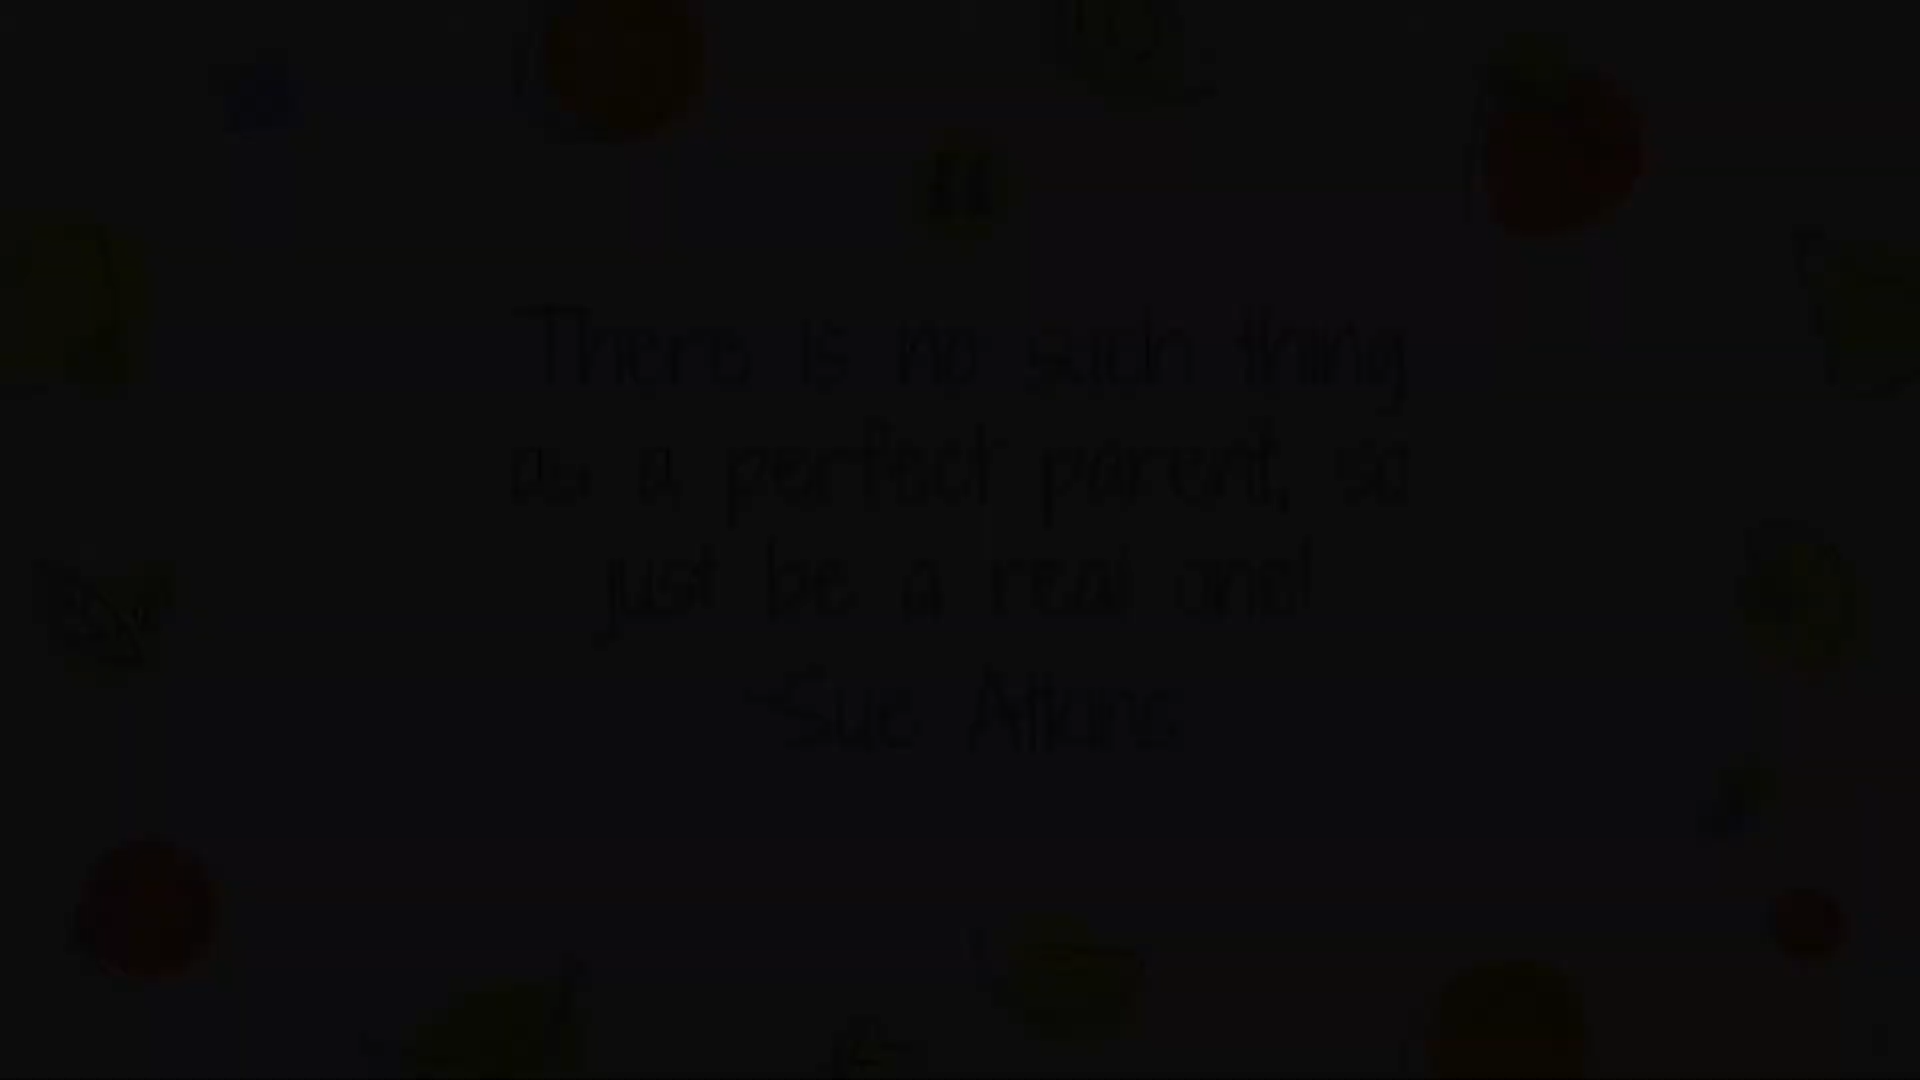 There is no such thing
as a perfect parent, so
just be a real one!
-Sue Atkins